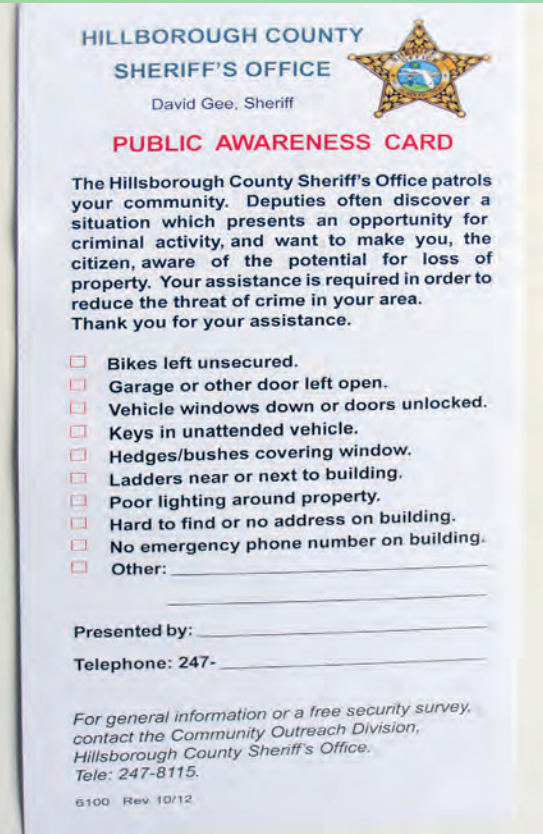 HILLBOROUGH COUNTY
SHERIFF'S OFFICE
David Gee, Sheriff
PUBLIC AWARENESS CARD
The Hillsborough County Sheriff's Office patrols
your community. Deputies often discover a
situation which presents an opportunity for
criminal activity, and want to make you, the
citizen, aware of the potential for loss of
property. Your assistance is required in order to
reduce the threat of crime in your area.
Thank you for your assistance.
Bikes left unsecured.
Garage or other door left open.
Vehicle windows down or doors unlocked.
Keys in unattended vehicle.
Hedges/bushes covering window.
Ladders near or next to building.
Poor lighting around property.
Hard to find or no address on building.
No emergency phone number on building.
Other:
Presented by:
Telephone: 247-
For general information or a free security survey,
contact the Community Outreach Division,
Hillsborough County Sheriff's Office.
Tele: 247-8115.
6100 Rev 10/12